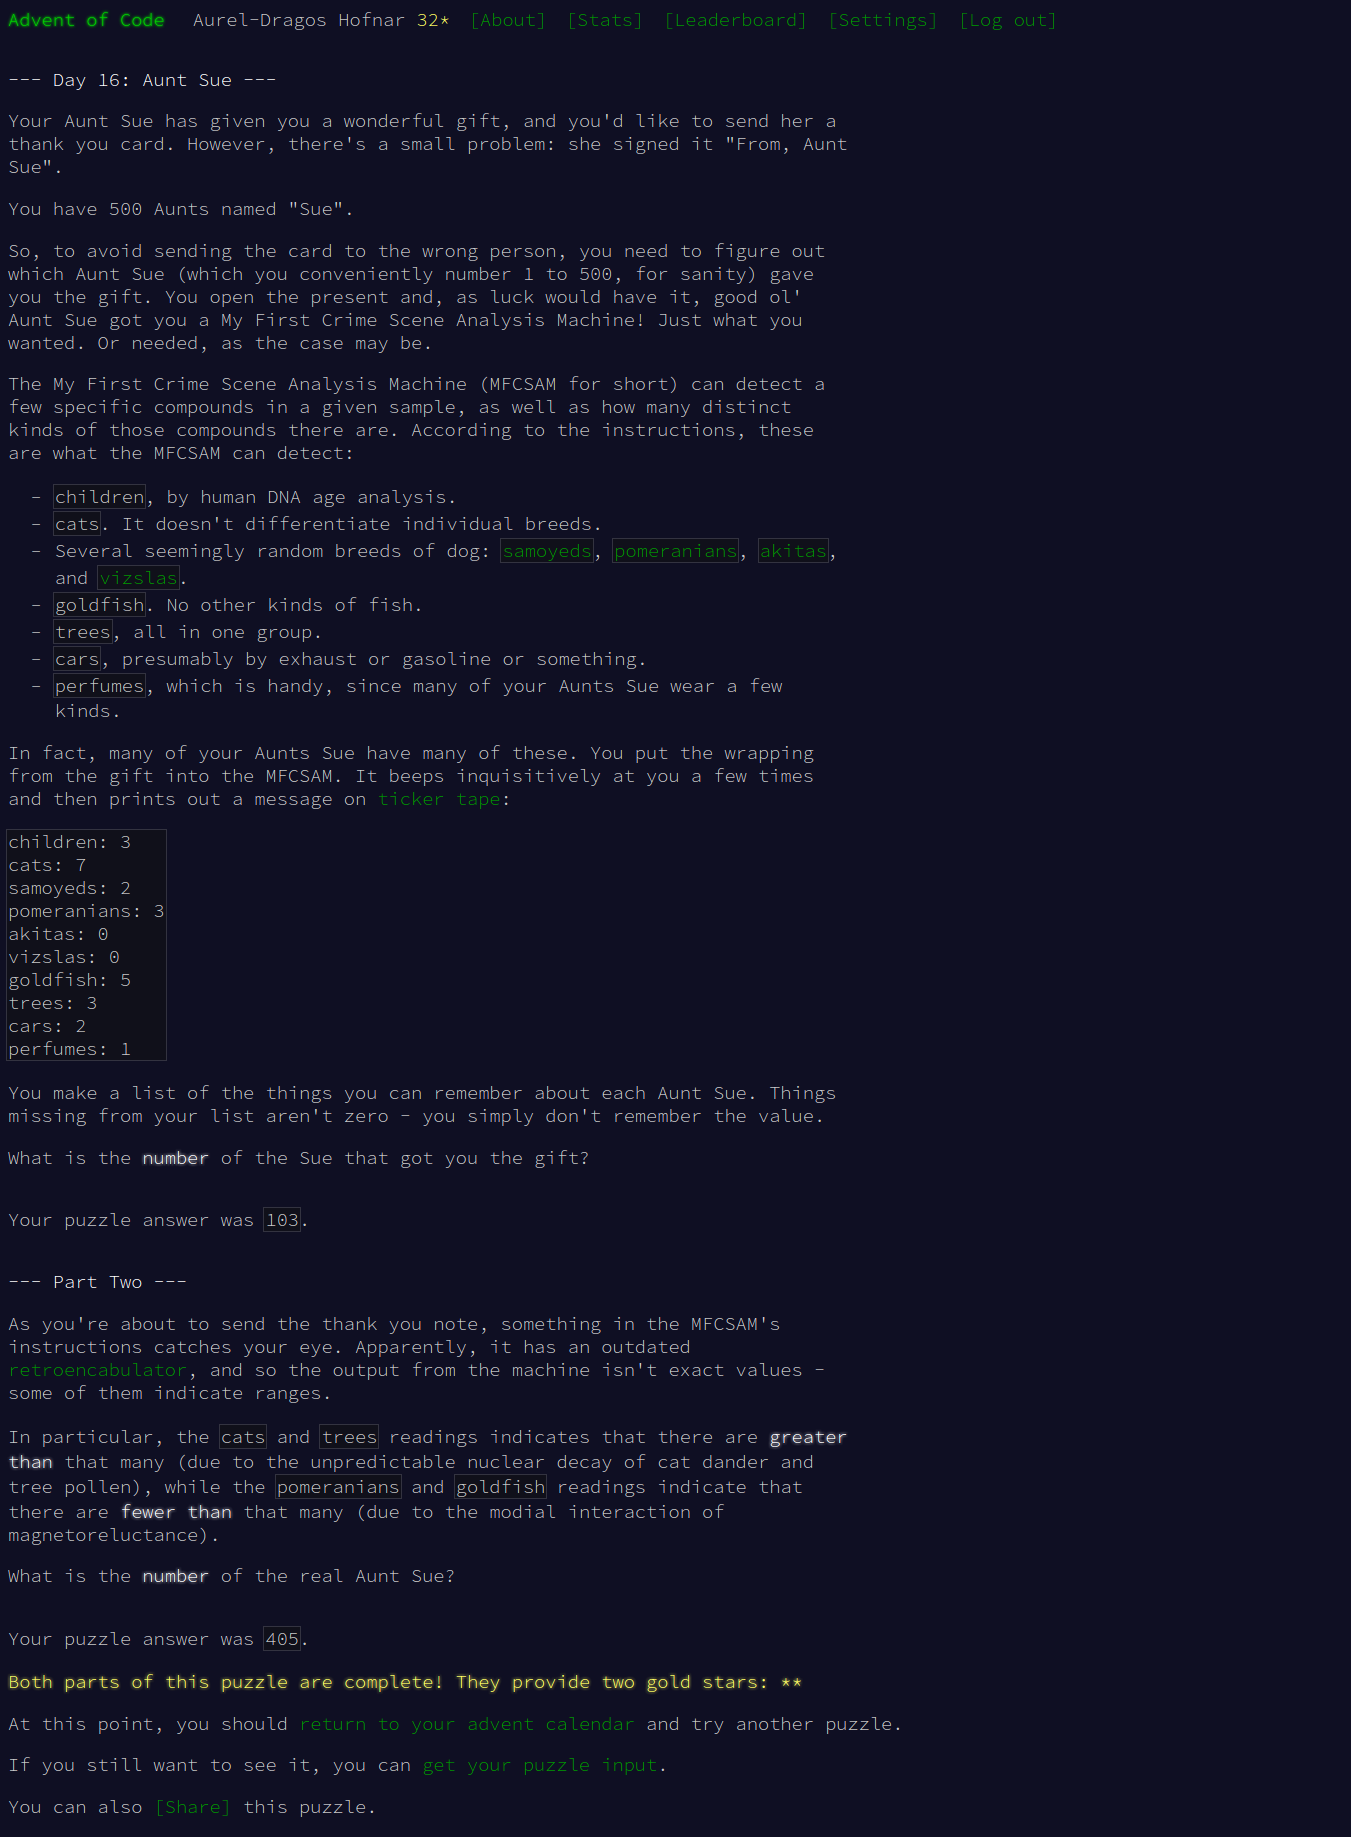 Advent of Code Aurel-Dragos Hofnar 32* [About] [Stats] [Leaderboard] [Settings] [Log out]
--- Day 16: Aunt Sue ---
Your Aunt Sue has given you a wonderful gift, and you'd like to send her a
thank you card. However, there's a small problem: she signed it "From, Aunt
Sue".
You have 500 Aunts named "Sue".
So, to avoid sending the card to the wrong person, you need to figure out
which Aunt Sue (which you conveniently number 1 to 500, for sanity) gave
you the gift. You open the present and, as luck would have it, good ol'
Aunt Sue got you a My First Crime Scene Analysis Machine! Just what you
wanted. Or needed, as the case may be.
The My First Crime Scene Analysis Machine (MFCSAM for short) can detect a
few specific compounds in a given sample, as well as how many distinct
kinds of those compounds there are. According to the instructions, these
are what the MFCSAM can detect:
- children, by human DNA age analysis.
- cats. It doesn't differentiate individual breeds.
- Several seemingly random breeds of dog: samoyeds, pomeranians, akitas,
and vizslas.
- goldfish. No other kinds of fish.
- trees, all in one group.
- cars, presumably by exhaust or gasoline or something.
- perfumes, which is handy, since many of your Aunts Sue wear a few
kinds.
In fact, many of your Aunts Sue have many of these. You put the wrapping
from the gift into the MFCSAM. It beeps inquisitively at you a few times
and then prints out a message on ticker tape:
children: 3
cats: 7
samoyeds: 2
pomeranians: 3
akitas: 0
vizslas: 0
goldfish: 5
trees: 3
cars: 2
perfumes: 1
You make a list of the things you can remember about each Aunt Sue. Things
missing from your list aren't zero - you simply don't remember the value.
What is the number of the Sue that got you the gift?
Your puzzle answer was 103.
--- Part Two ---
As you're about to send the thank you note, something in the MFCSAM's
instructions catches your eye. Apparently, it has an outdated
retroencabulator, and so the output from the machine isn't exact values -
some of them indicate ranges.
In particular, the cats and trees readings indicates that there are greater
than that many (due to the unpredictable nuclear decay of cat dander and
tree pollen), while the pomeranians and goldfish readings indicate that
there are fewer than that many (due to the modial interaction of
magnetoreluctance).
What is the number of the real Aunt Sue?
Your puzzle answer was 405.
Both parts of this puzzle are complete! They provide two gold stars: **
At this point, you should return to your advent calendar and try another puzzle.
If you still want to see it, you can get your puzzle input.
You can also [Share] this puzzle.